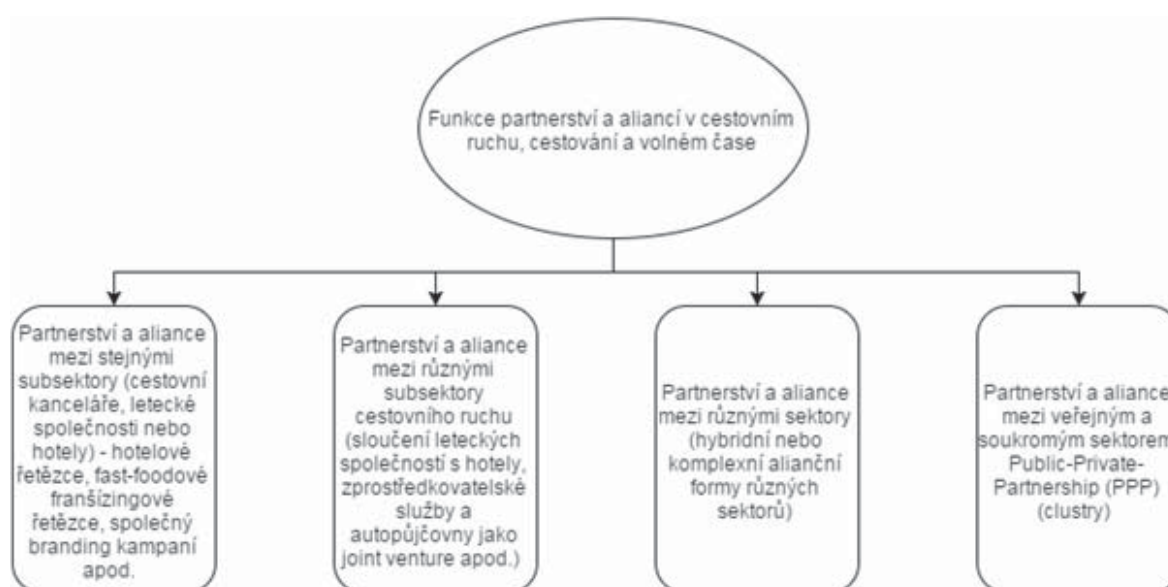 Funkce partnerství a aliancí v cestovním
ruchu, cestování a volném čase
Partnerství a aliance
mezi stejnými
subsektory (cestovní
kanceláře, letecké
společnosti nebo
hotely) - hotelové
řetězce, fast-foodové
franšízingové
řetězce, společný
branding kampaní
apod.
Partnerství a aliance
mezi různými
subsektory
cestovního ruchu
(sloučení leteckých
společností s hotely,
zprostředkovatelské
služby a
autopůjčovny jako
joint venture apod.)
Partnerství a aliance
mezi různými sektory
(hybridní nebo
komplexní alianční
formy různých
sektorů)
Partnerství a aliance
mezi veřejným a
soukromým sektorem
Public-Private-
Partnership (PPP)
(clustry)